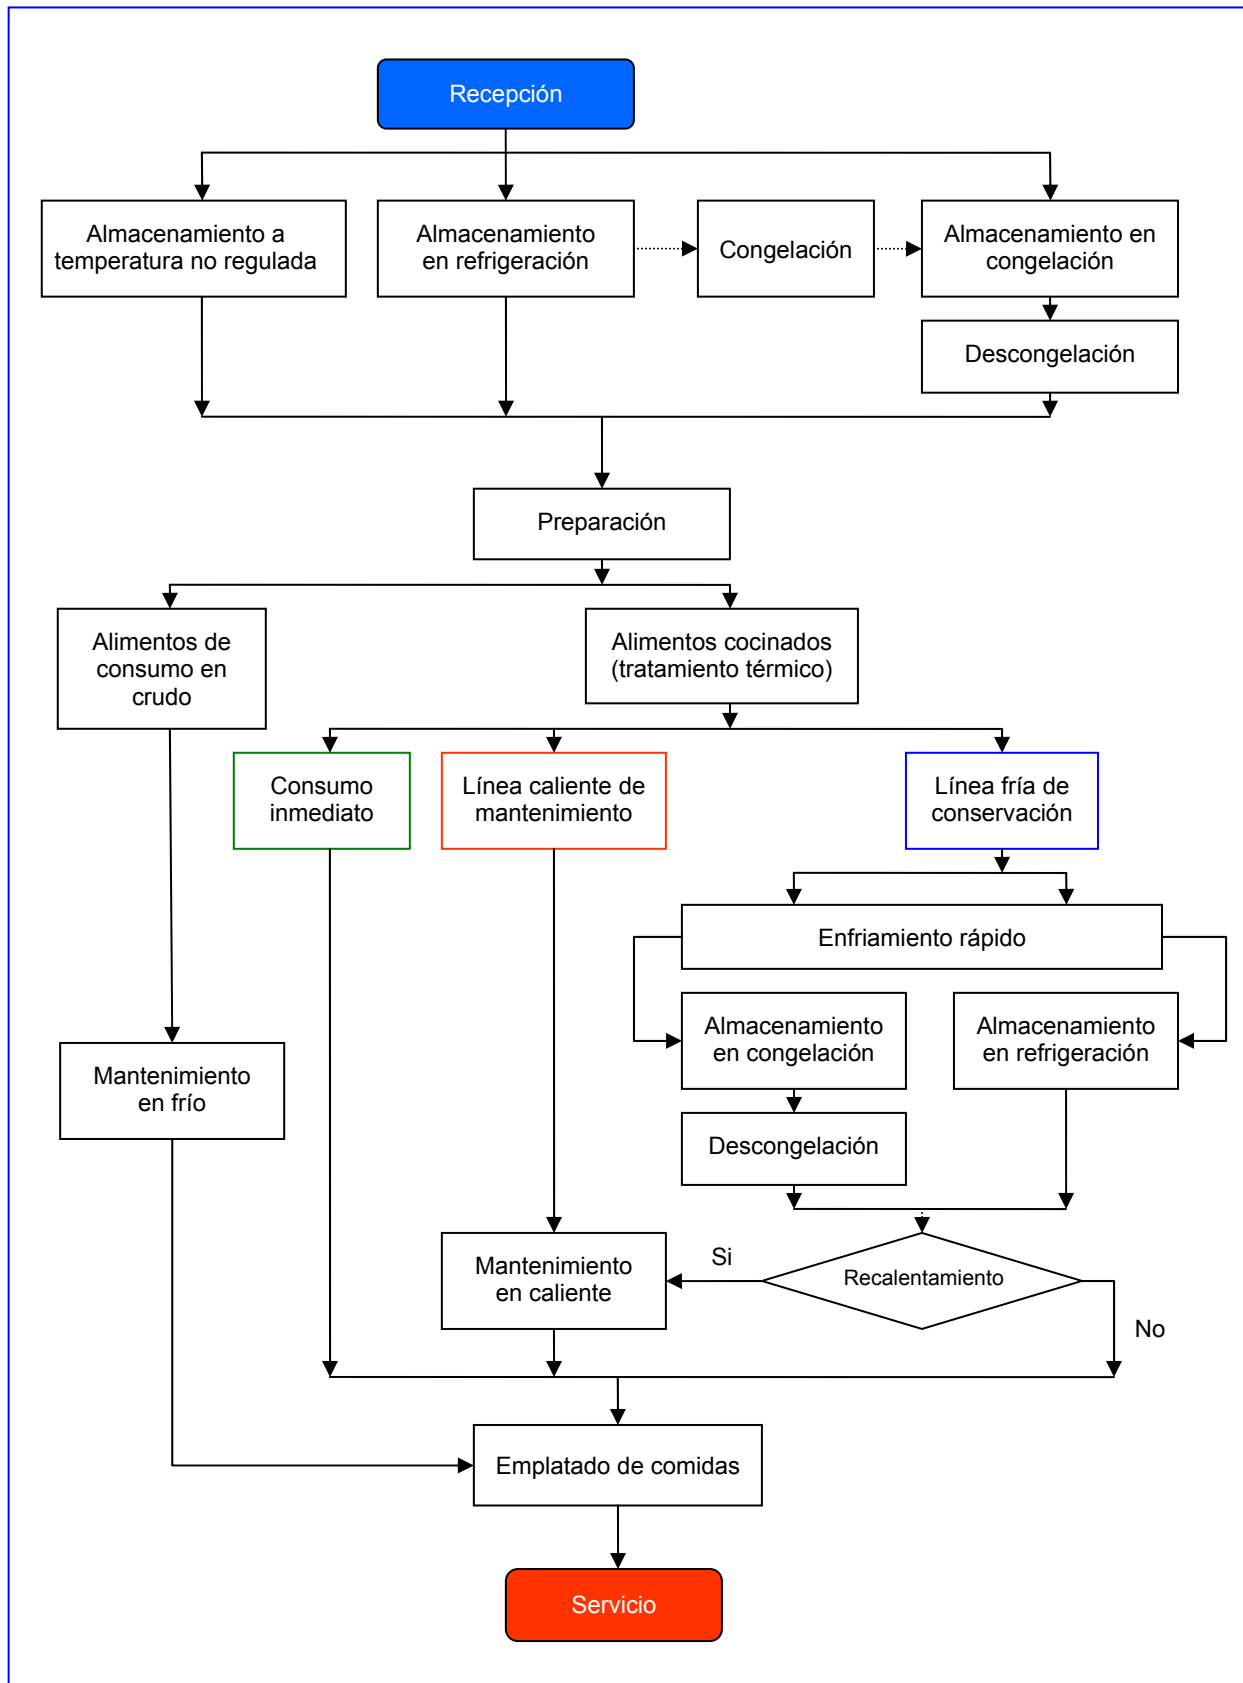 Recepción
Almacenamiento a
temperatura no regulada
Almacenamiento
en refrigeración
Congelación
Almacenamiento en
congelación
Descongelación
Preparación
Alimentos de
consumo en
crudo
Alimentos cocinados
(tratamiento térmico)
Consumo
inmediato
Línea caliente de
mantenimiento
Línea fría de
conservación
Enfriamiento rápido
Almacenamiento
en congelación
Almacenamiento
en refrigeración
Mantenimiento
en frío
Descongelación
Mantenimiento
en caliente
Si
Recalentamiento
No
Emplatado de comidas
Servicio